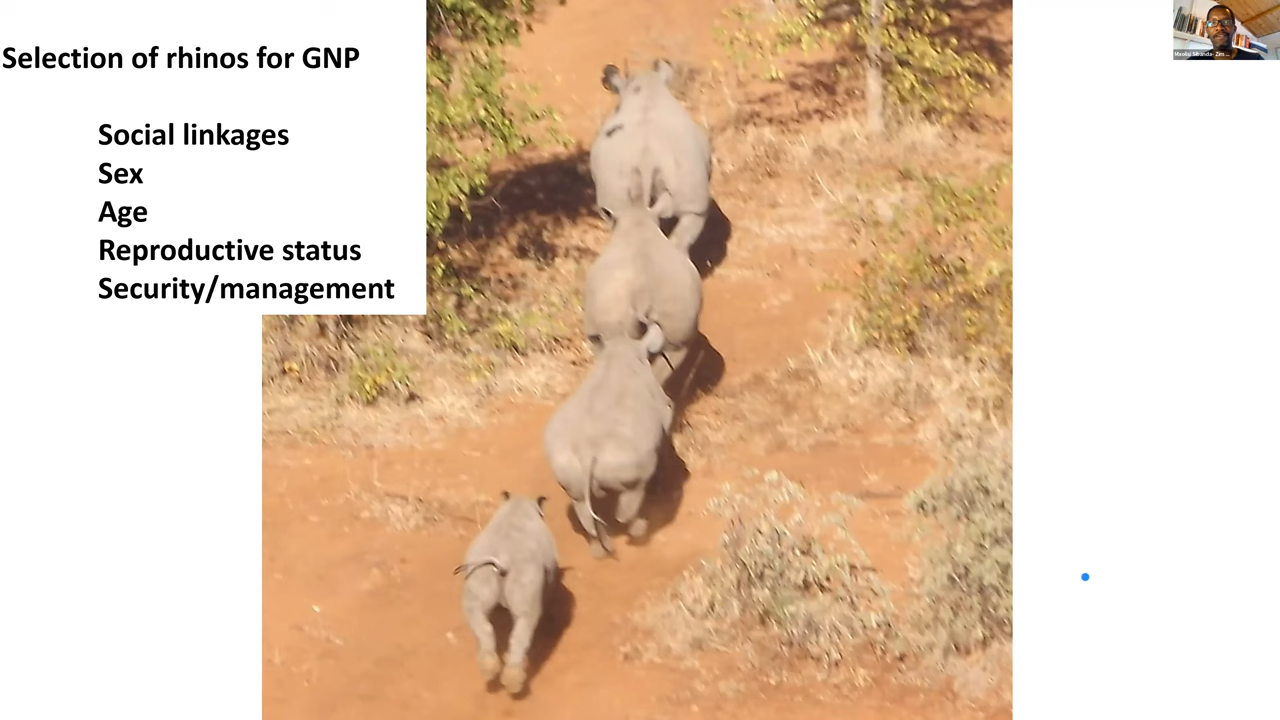 Selection of rhinos for GNP
Social linkages
Sex
Age
Reproductive status
Security/management